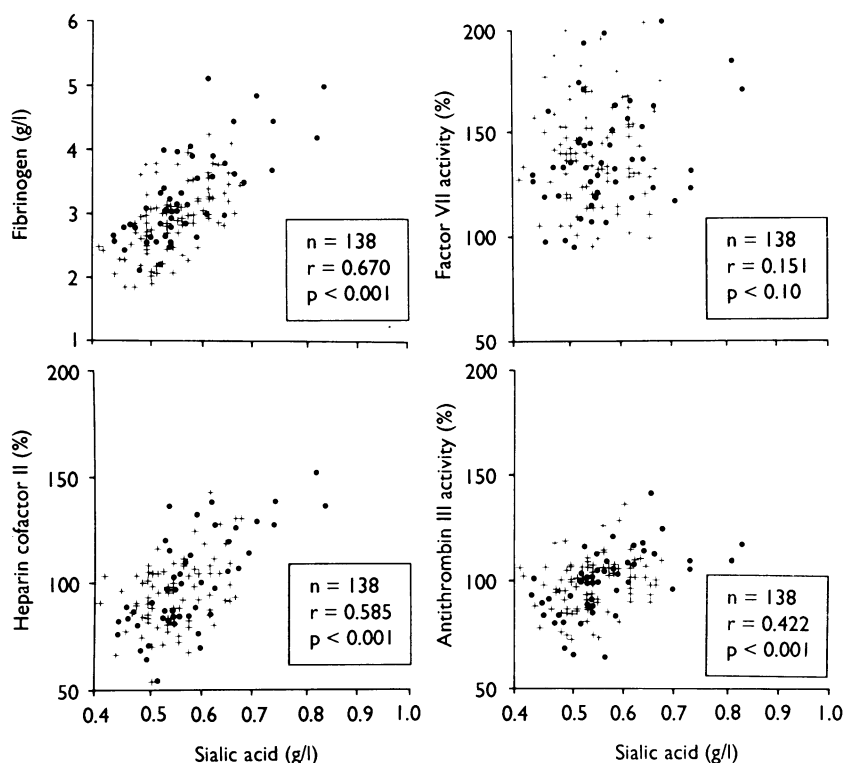 Fibrinogen (g/l)
6
5
4
3
2
1
n = 138
r = 0.670
p < 0.001
Factor VII activity (%)
200
150
100
50
n = 138
r = 0.151
p < 0.10
Heparin cofactor II (%)
200
150
100
50
n = 138
r = 0.585
p < 0.001
0.4 0.5 0.6 0.7 0.8 0.9 1.0
Sialic acid (g/l)
Antithrombin III activity (%)
200
150
100
50
n = 138
r = 0.422
p < 0.001
0.4 0.5 0.6 0.7 0.8 0.9 1.0
Sialic acid (g/l)